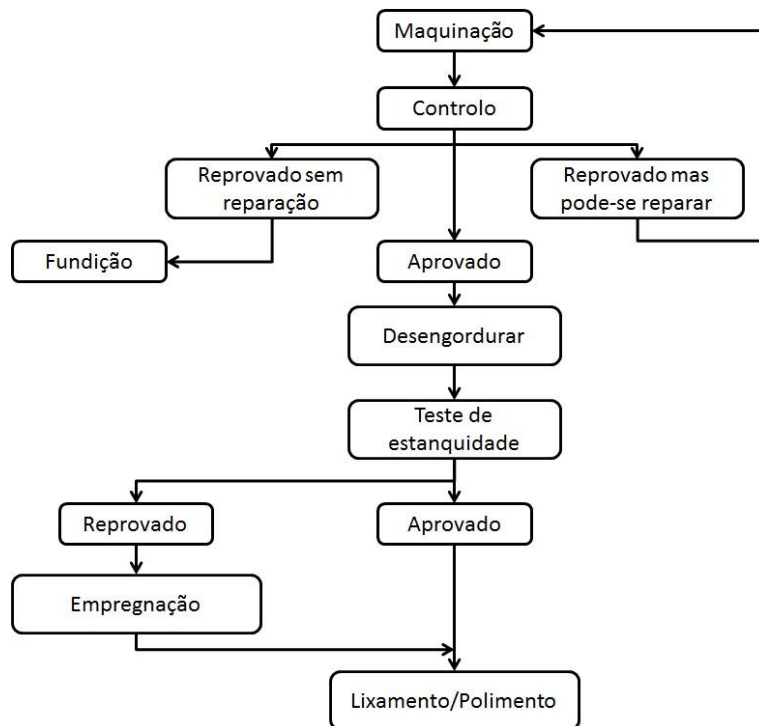 Maquinação
Controlo
Reprovado sem
reparação
Reprovado mas
pode-se reparar
Fundição
Aprovado
Desengordurar
Teste de
estanquidade
Reprovado
Aprovado
Empregnação
Lixamento/Polimento